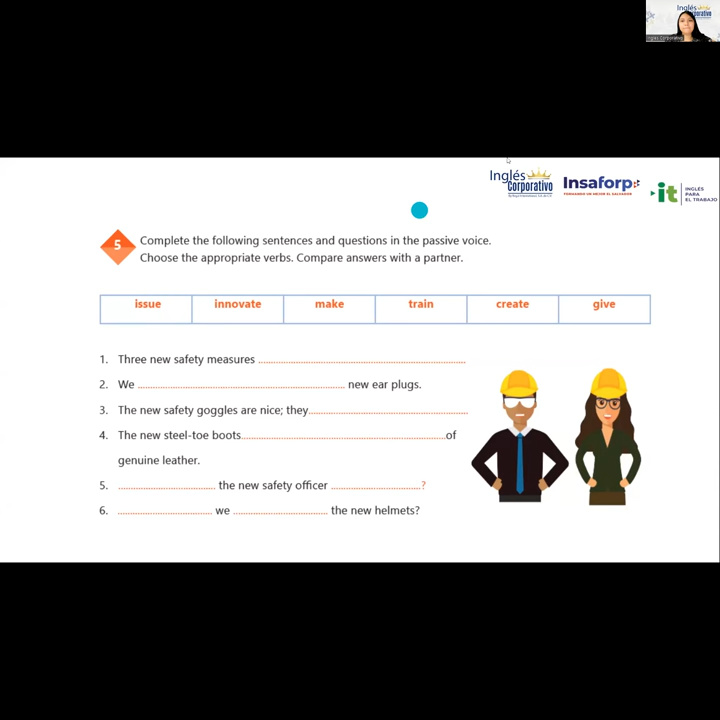 Inglés
Corporativo
Inglés Corporativo
Inglés
Corporativo
Insaforp
FORMANDO UN MEJOR EL SALVADOR
it
INGLÉS
PARA
EL TRABAJO
5
Complete the following sentences and questions in the passive voice.
Choose the appropriate verbs. Compare answers with a partner.
issue innovate make train create give
1. Three new safety measures ................................................................
2. We ................................................................ new ear plugs.
3. The new safety goggles are nice; they................................................
4. The new steel-toe boots................................................................of
genuine leather.
5. ................................ the new safety officer ..............................?
6. ............................... we ............................... the new helmets?